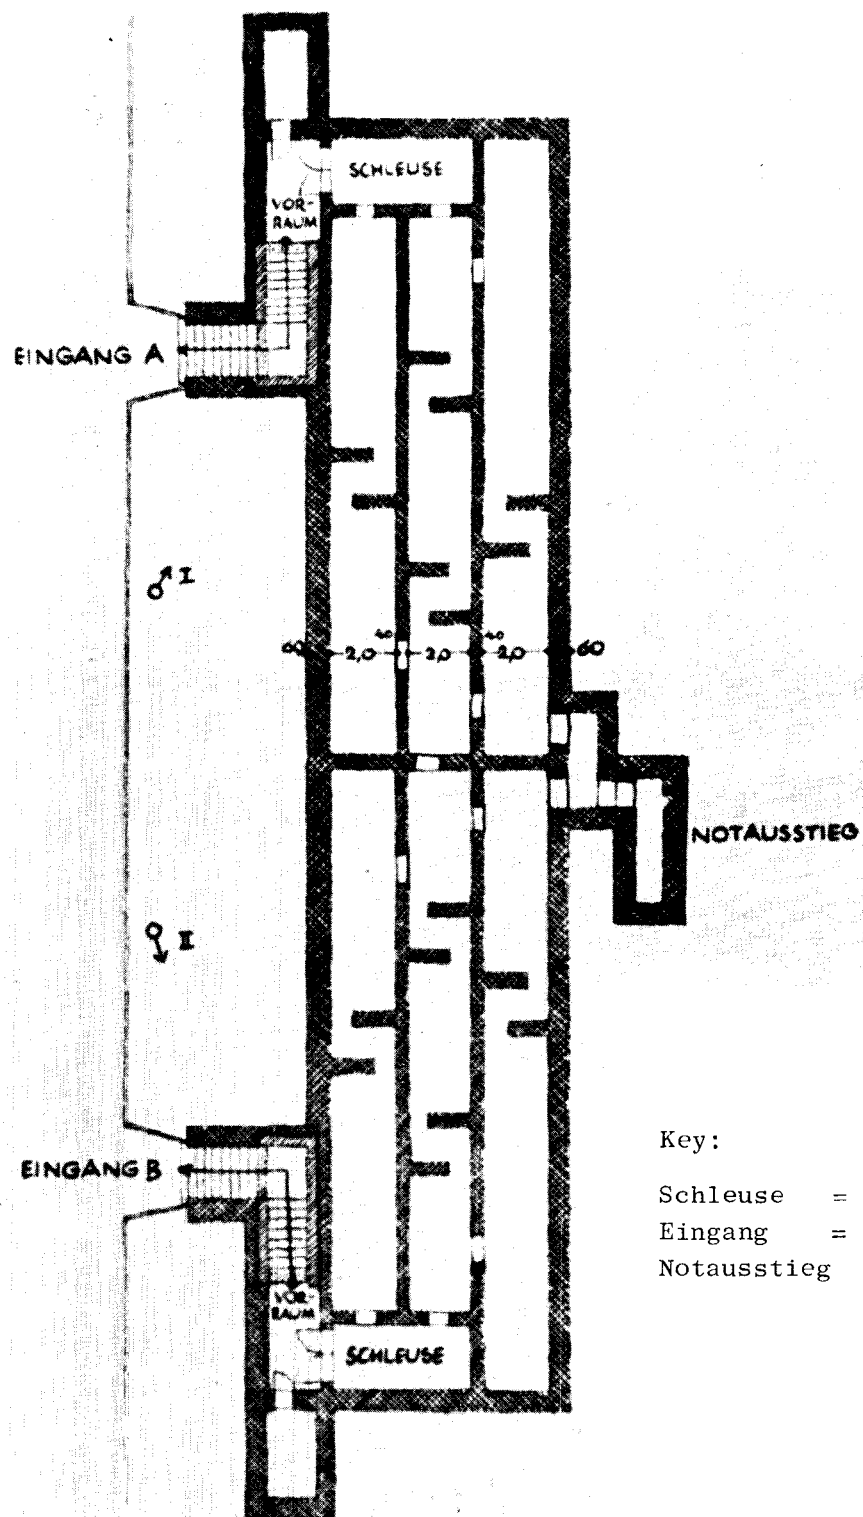 SCHLEUSE
VOR-
RAUM
EINGANG A
I
60
2,0
40
2,0
40
2,0
60
NOTAUSSTIEG
II
EINGANG B
VOR-
RAUM
SCHLEUSE
Key:
Schleuse =
Eingang =
Notausstieg